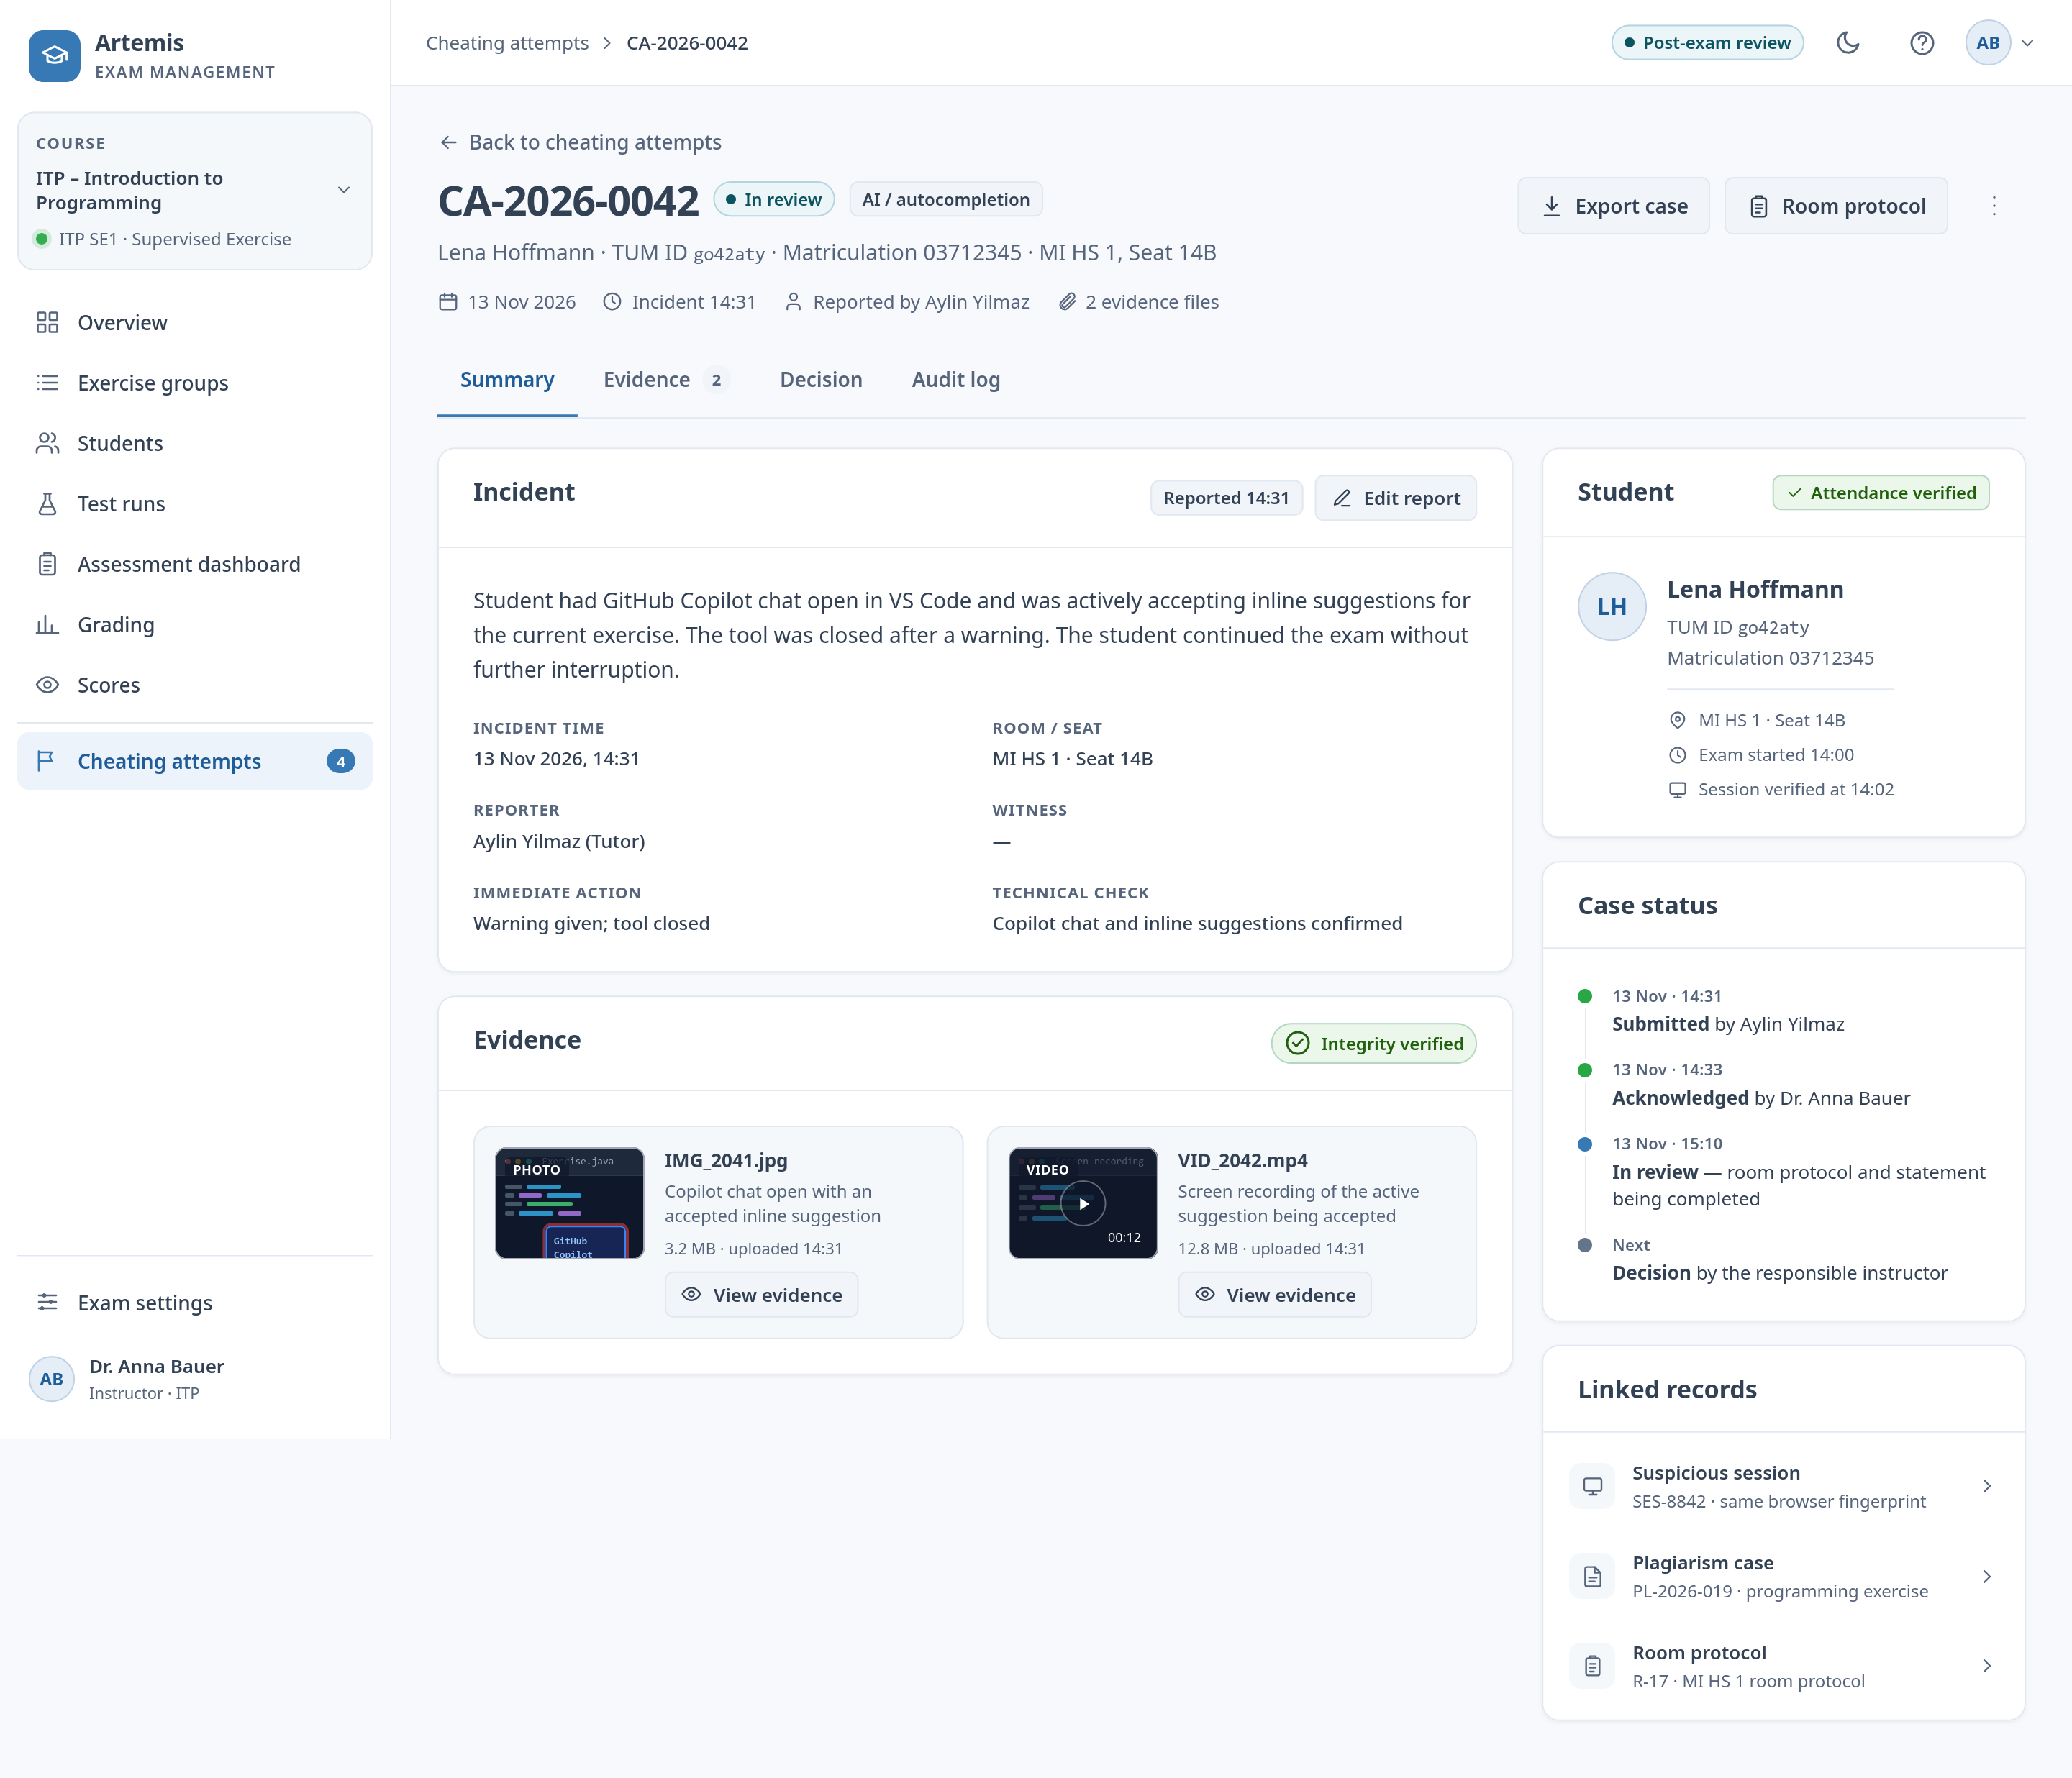 Artemis
EXAM MANAGEMENT
COURSE
ITP – Introduction to
Programming
ITP SE1 · Supervised Exercise
Overview
Exercise groups
Students
Test runs
Assessment dashboard
Grading
Scores
Cheating attempts 4
Exam settings
AB
Dr. Anna Bauer
Instructor · ITP
Cheating attempts > CA-2026-0042
Post-exam review
AB
Back to cheating attempts
CA-2026-0042 In review AI / autocompletion
Export case
Room protocol
Lena Hoffmann · TUM ID go42aty · Matriculation 03712345 · MI HS 1, Seat 14B
13 Nov 2026 Incident 14:31 Reported by Aylin Yilmaz 2 evidence files
Summary Evidence 2 Decision Audit log
Incident
Reported 14:31
Edit report
Student had GitHub Copilot chat open in VS Code and was actively accepting inline suggestions for
the current exercise. The tool was closed after a warning. The student continued the exam without
further interruption.
INCIDENT TIME
13 Nov 2026, 14:31
ROOM / SEAT
MI HS 1 · Seat 14B
REPORTER
Aylin Yilmaz (Tutor)
WITNESS
—
IMMEDIATE ACTION
Warning given; tool closed
TECHNICAL CHECK
Copilot chat and inline suggestions confirmed
Evidence
Integrity verified
PHOTO
GitHub
Copilot
IMG_2041.jpg
Copilot chat open with an
accepted inline suggestion
3.2 MB · uploaded 14:31
View evidence
VIDEO
recording
00:12
VID_2042.mp4
Screen recording of the active
suggestion being accepted
12.8 MB · uploaded 14:31
View evidence
Student
Attendance verified
LH
Lena Hoffmann
TUM ID go42aty
Matriculation 03712345
MI HS 1 · Seat 14B
Exam started 14:00
Session verified at 14:02
Case status
13 Nov · 14:31
Submitted by Aylin Yilmaz
13 Nov · 14:33
Acknowledged by Dr. Anna Bauer
13 Nov · 15:10
In review — room protocol and statement
being completed
Next
Decision by the responsible instructor
Linked records
Suspicious session
SES-8842 · same browser fingerprint
Plagiarism case
PL-2026-019 · programming exercise
Room protocol
R-17 · MI HS 1 room protocol